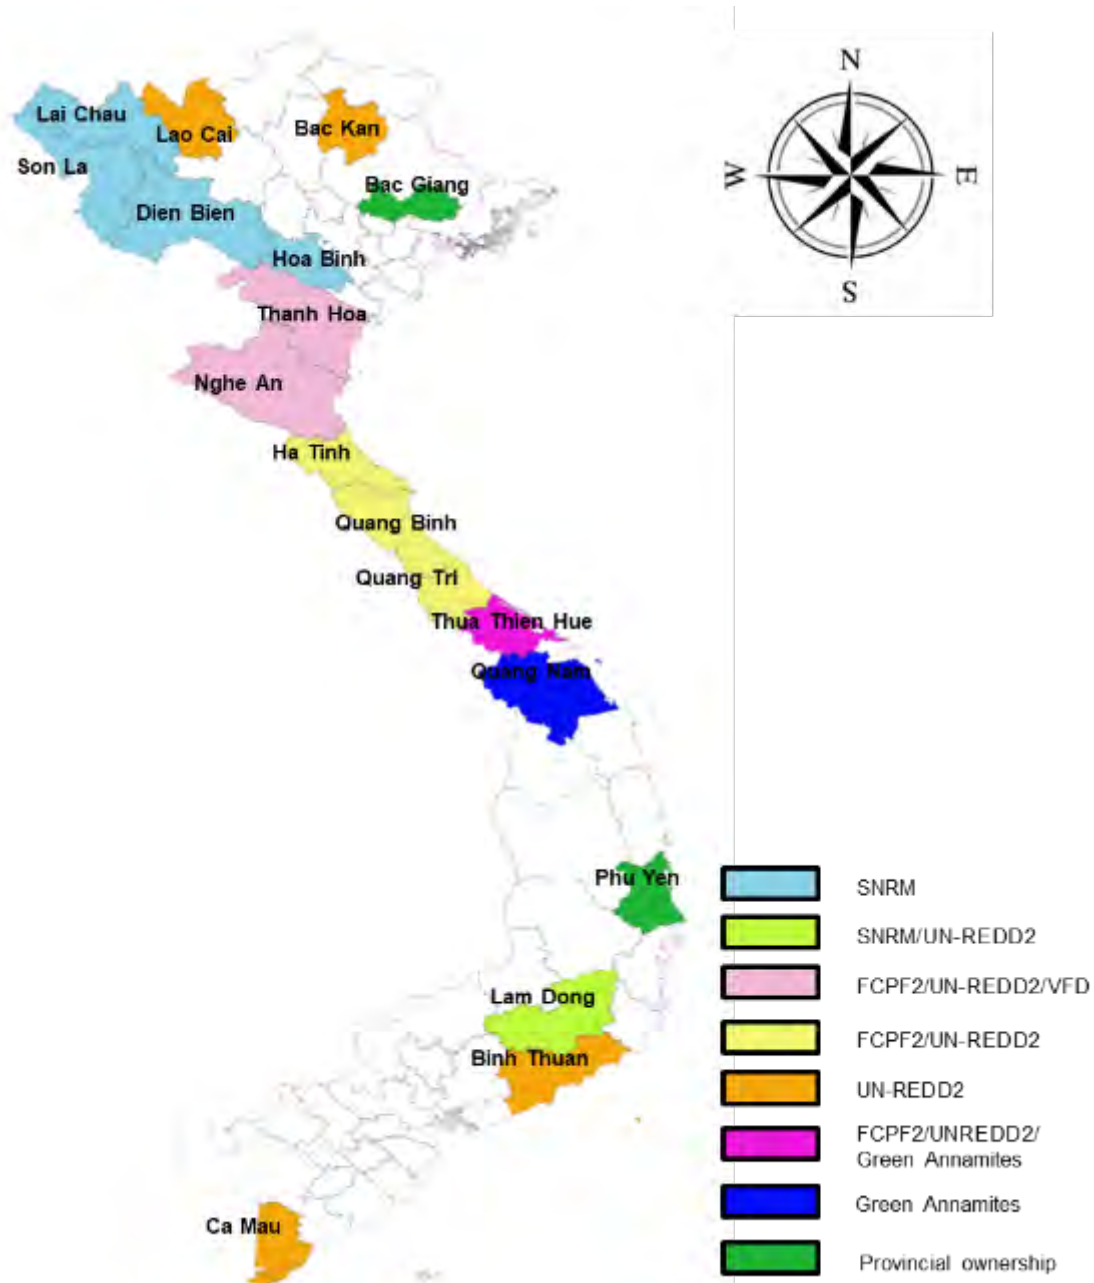 N
W
E
S
Lai Chau
Lao Cai
Bac Kan
Son La
Bac Giang
Dien Bien
Hoa Binh
Thanh Hoa
Nghe An
Ha Tinh
Quang Binh
Quang Tri
Thua Thien Hue
Quang Nam
Phu Yen
Lam Dong
Binh Thuan
Ca Mau
SNRM
SNRM/UN-REDD2
FCPF2/UN-REDD2/VFD
FCPF2/UN-REDD2
UN-REDD2
FCPF2/UNREDD2/
Green Annamites
Green Annamites
Provincial ownership